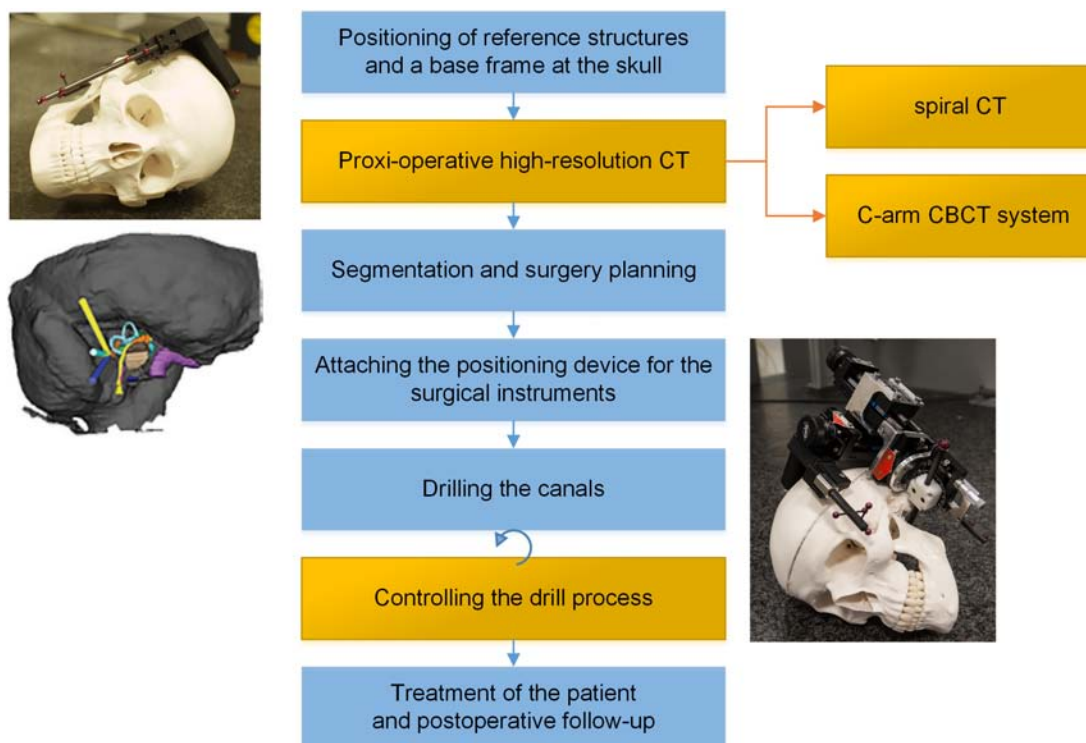 Positioning of reference structures
and a base frame at the skull
Proxi-operative high-resolution CT
spiral CT
C-arm CBCT system
Segmentation and surgery planning
Attaching the positioning device for the
surgical instruments
Drilling the canals
Controlling the drill process
Treatment of the patient
and postoperative follow-up